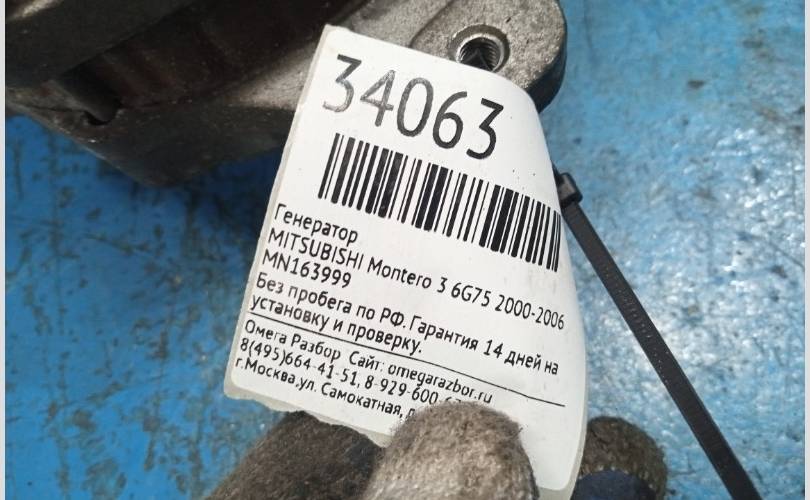 34063
Генератор
MITSUBISHI Montero 3 6G75 2000-2006
MN163999
Без пробега по РФ. Гарантия 14 дней на
установку и проверку.
Омега Разбор Сайт: omegarazbor.ru
8(495)664-41-51, 8-929-600
г.Москва,ул. Самокатная,